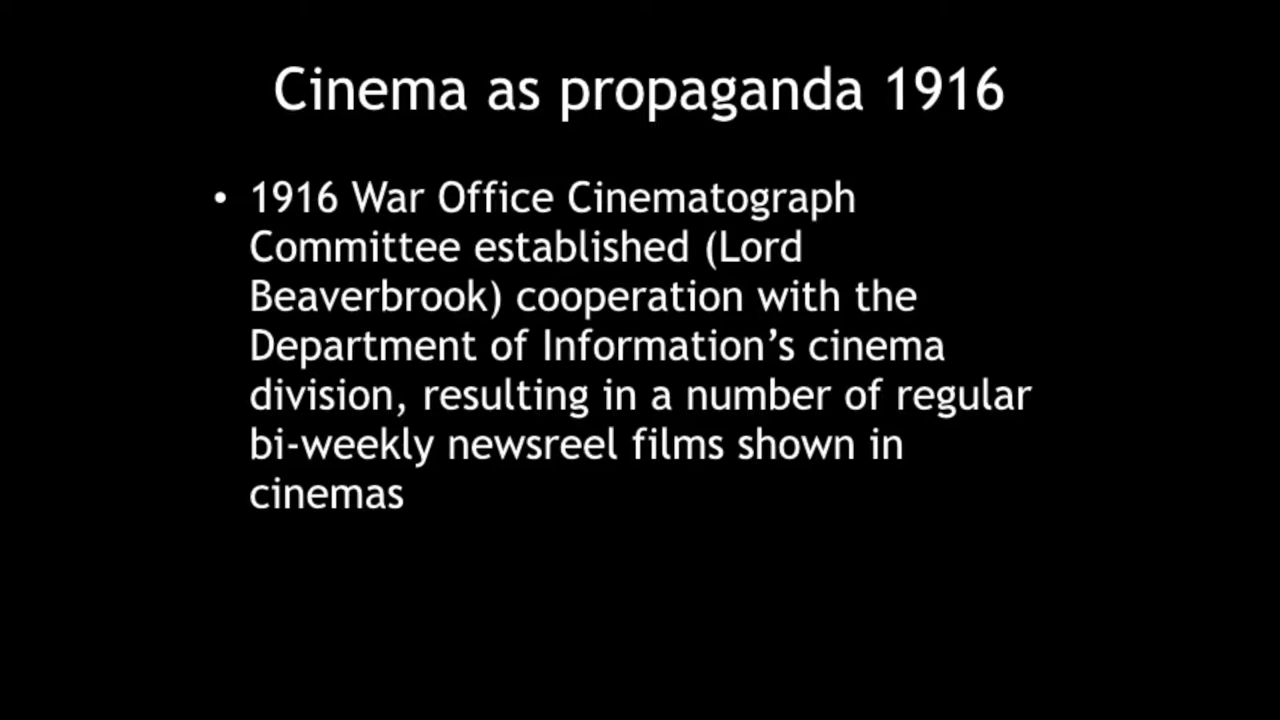 Cinema as propaganda 1916
• 1916 War Office Cinematograph
Committee established (Lord
Beaverbrook) cooperation with the
Department of Information’s cinema
division, resulting in a number of regular
bi-weekly newsreel films shown in
cinemas